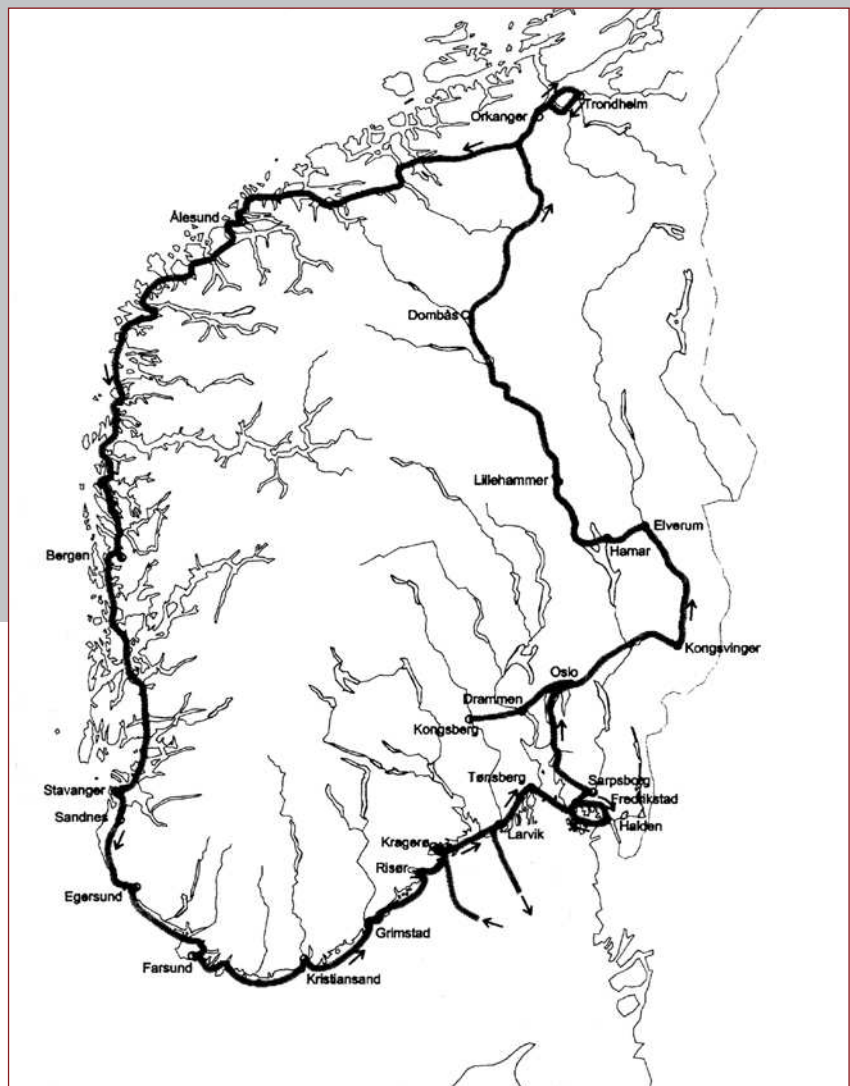 Trondheim
Orkanger
Ålesund
Dombås
Lillehammer
Elverum
Hamar
Bergen
Kongsvinger
Oslo
Drammen
Kongsberg
Tønsberg
Sarpsborg
Stavanger
Fredrikstad
Sandnes
Halden
Larvik
Kragerø
Risør
Egersund
Grimstad
Farsund
Kristiansand